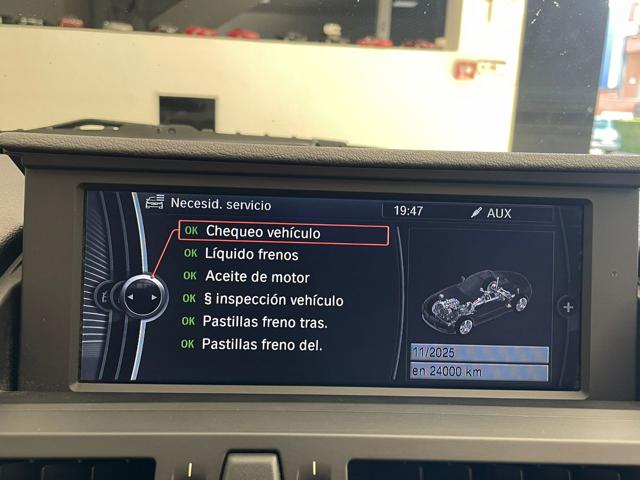 Necesid. servicio
19:47
AUX
OK Chequeo vehículo
OK Líquido frenos
OK Aceite de motor
OK § inspección vehículo
OK Pastillas freno tras.
OK Pastillas freno del.
11/2025
en 24000 km